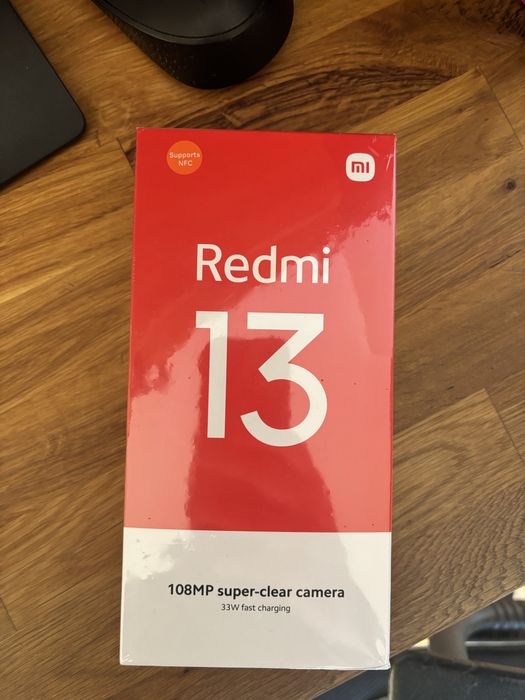 Supports
NFC
mi
Redmi
13
108MP super-clear camera
33W fast charging